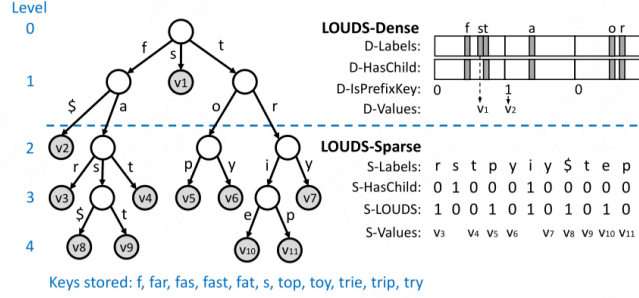 Level
0
1
2
3
4
f s t
v1
$ a o r
v2
r s t p y i y
v3 v4 v5 v6 v7
$ t e p
v8 v9 v10 v11
LOUDS-Dense
f st a o r
D-Labels:
D-HasChild:
D-IsPrefixKey: 0 1 0
D-Values: v1 v2
LOUDS-Sparse
S-Labels: r s t p y i y $ t e p
S-HasChild: 0 1 0 0 0 1 0 0 0 0 0
S-LOUDS: 1 0 0 1 0 1 0 1 0 1 0
S-Values: v3 v4 v5 v6 v7 v8 v9 v10 v11
Keys stored: f, far, fas, fast, fat, s, top, toy, trie, trip, try